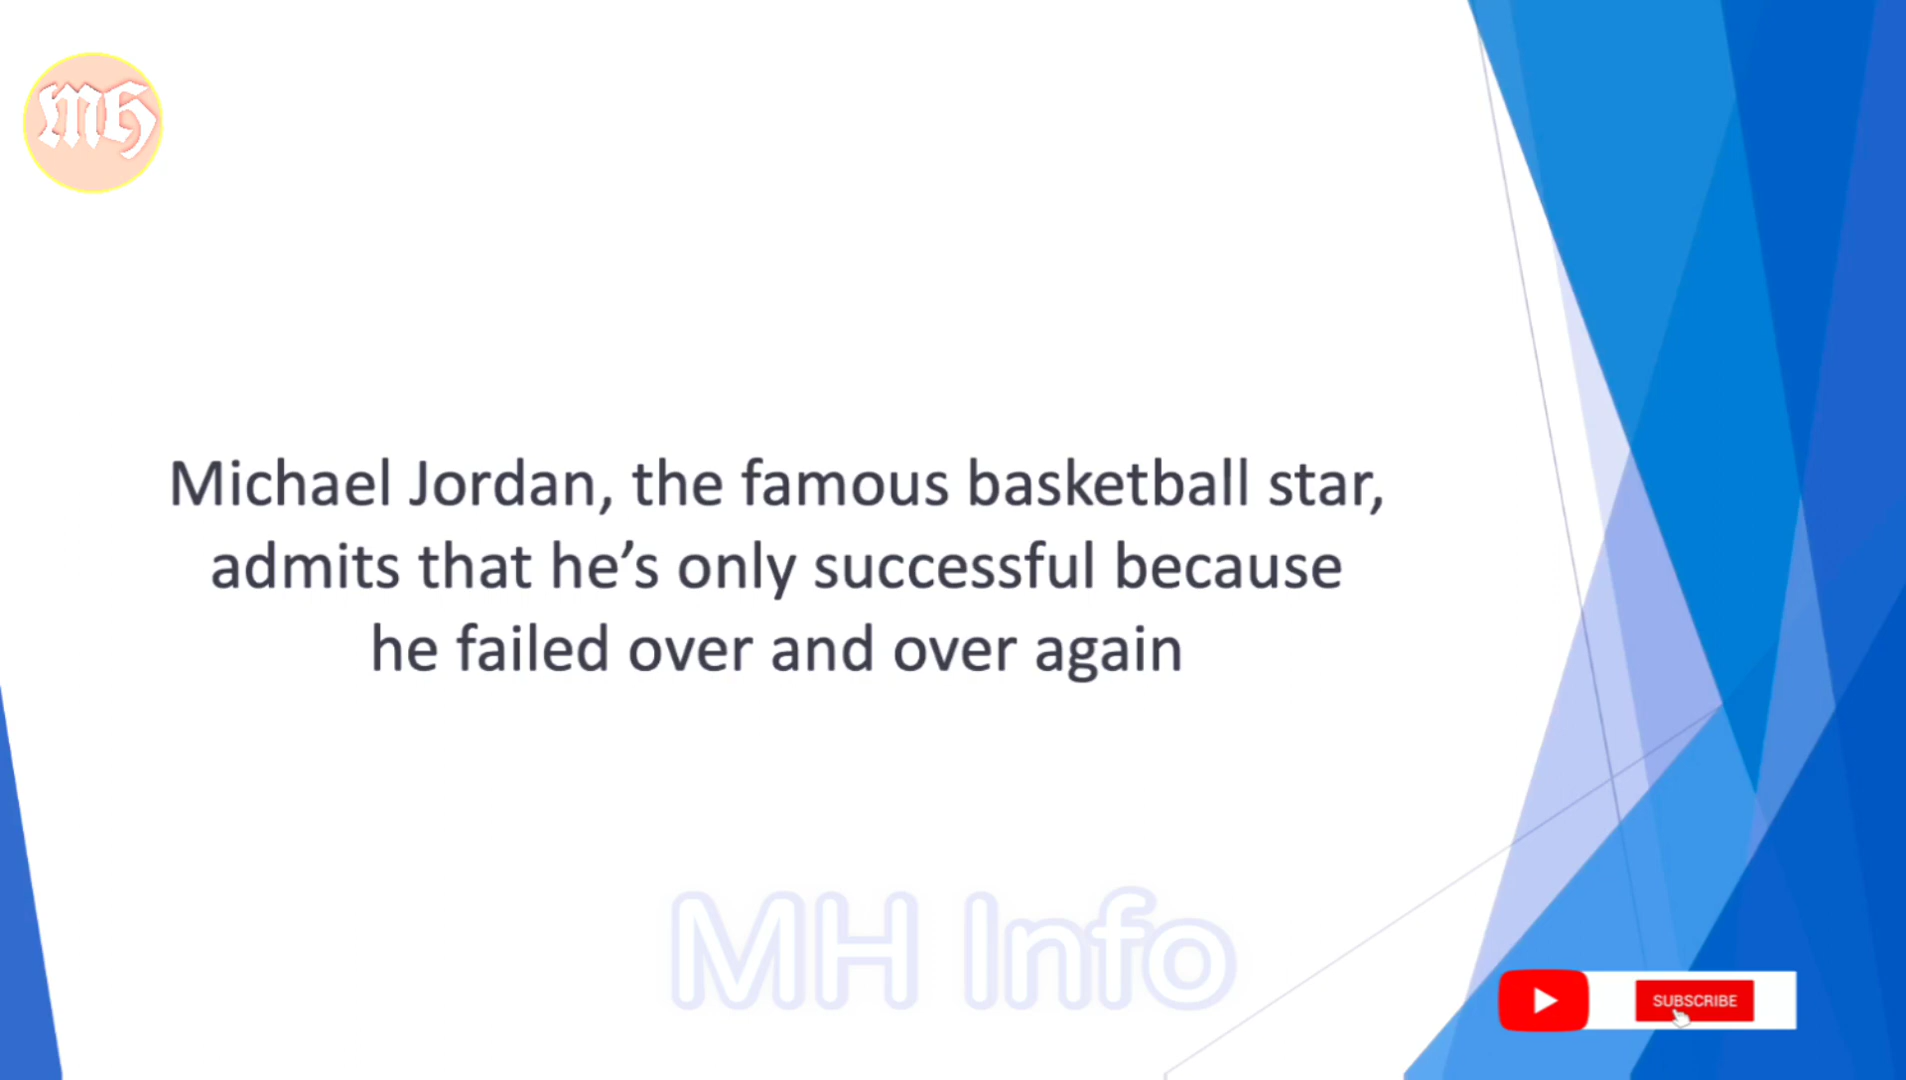 MH
Michael Jordan, the famous basketball star,
admits that he’s only successful because
he failed over and over again
MH Info
SUBSCRIBE